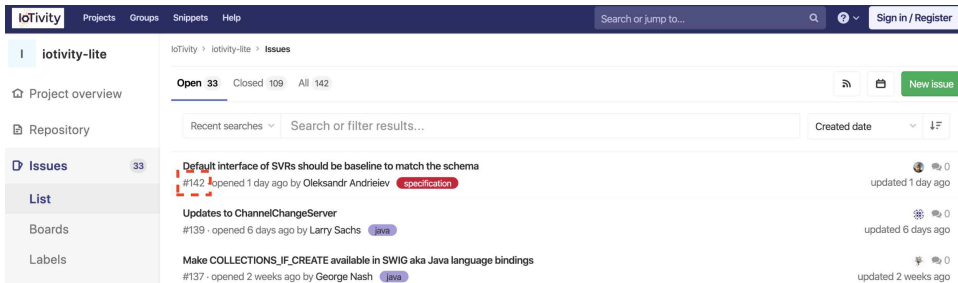 IoTivity Projects Groups Snippets Help Search or jump to... Sign in / Register
I iotivity-lite
IoTivity > iotivity-lite > Issues
Open 33 Closed 109 All 142 New issue
Project overview
Recent searches Search or filter results... Created date
Repository
Issues 33
Default interface of SVRs should be baseline to match the schema 0
#142 · opened 1 day ago by Oleksandr Andrieiev specification updated 1 day ago
List
Updates to ChannelChangeServer 0
#139 · opened 6 days ago by Larry Sachs java updated 6 days ago
Boards
Make COLLECTIONS_IF_CREATE available in SWIG aka Java language bindings 0
#137 · opened 2 weeks ago by George Nash java updated 2 weeks ago
Labels